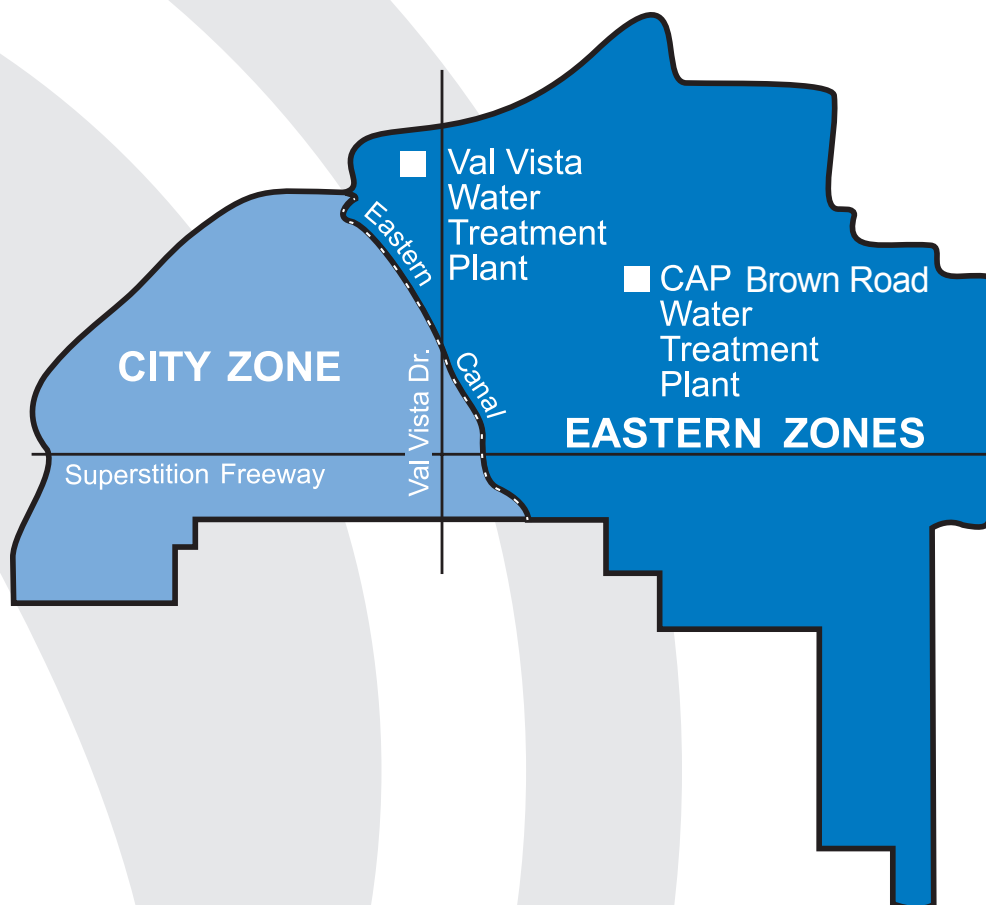 Val Vista
Water
Treatment
Plant
Eastern
Canal
CAP Brown Road
Water
Treatment
Plant
CITY ZONE
Val Vista Dr.
EASTERN ZONES
Superstition Freeway